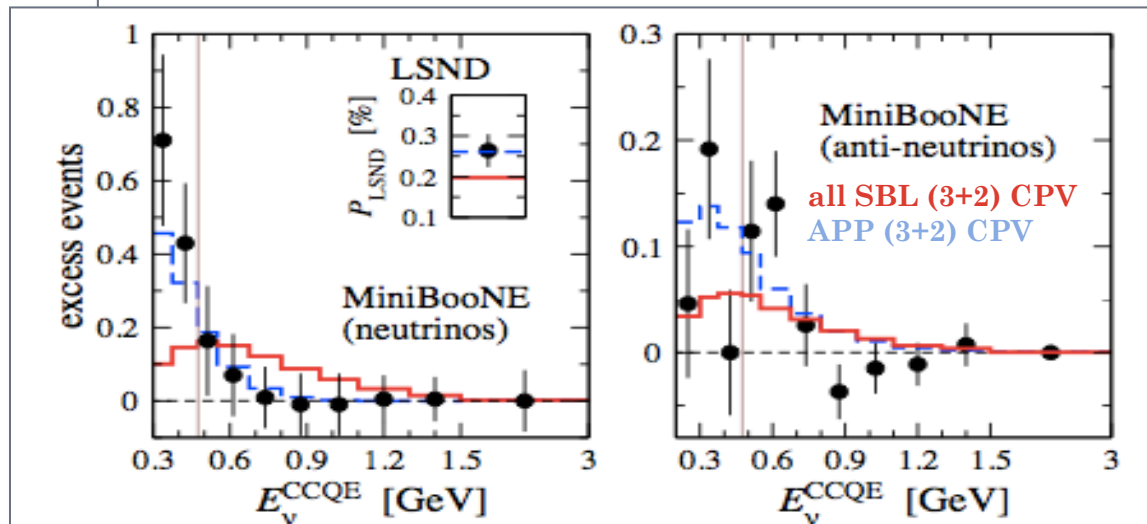 excess events
1
0.8
0.6
0.4
0.2
0
0.3 0.6 0.9 1.2 1.5 3
E_ν^CCQE [GeV]
LSND
P_LSND [%]
0.4
0.3
0.2
0.1
MiniBooNE
(neutrinos)
0.3
0.2
0.1
0
0.3 0.6 0.9 1.2 1.5 3
E_ν^CCQE [GeV]
MiniBooNE
(anti-neutrinos)
all SBL (3+2) CPV
APP (3+2) CPV